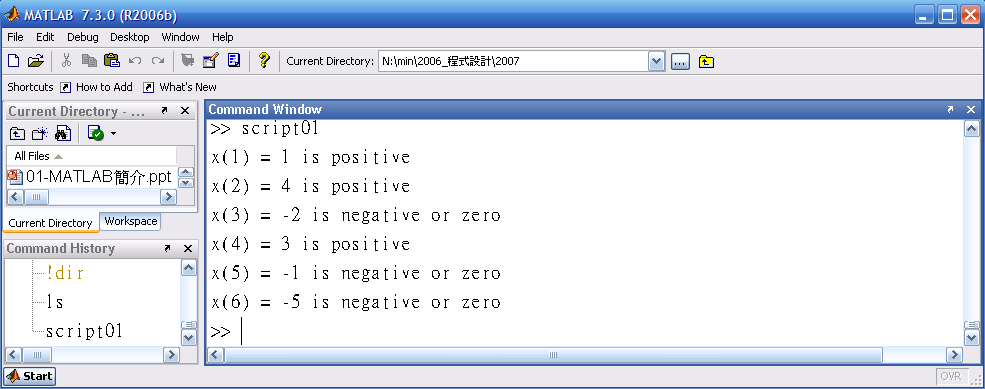 MATLAB 7.3.0 (R2006b)
File Edit Debug Desktop Window Help
Current Directory: N:\min\2006_程式設計\2007
Shortcuts How to Add What's New
Current Directory - ...
All Files
01-MATLAB簡介.ppt
Current Directory Workspace
Command History
!dir
ls
script01
Command Window
>> script01
x(1) = 1 is positive
x(2) = 4 is positive
x(3) = -2 is negative or zero
x(4) = 3 is positive
x(5) = -1 is negative or zero
x(6) = -5 is negative or zero
>>
Start
OVR